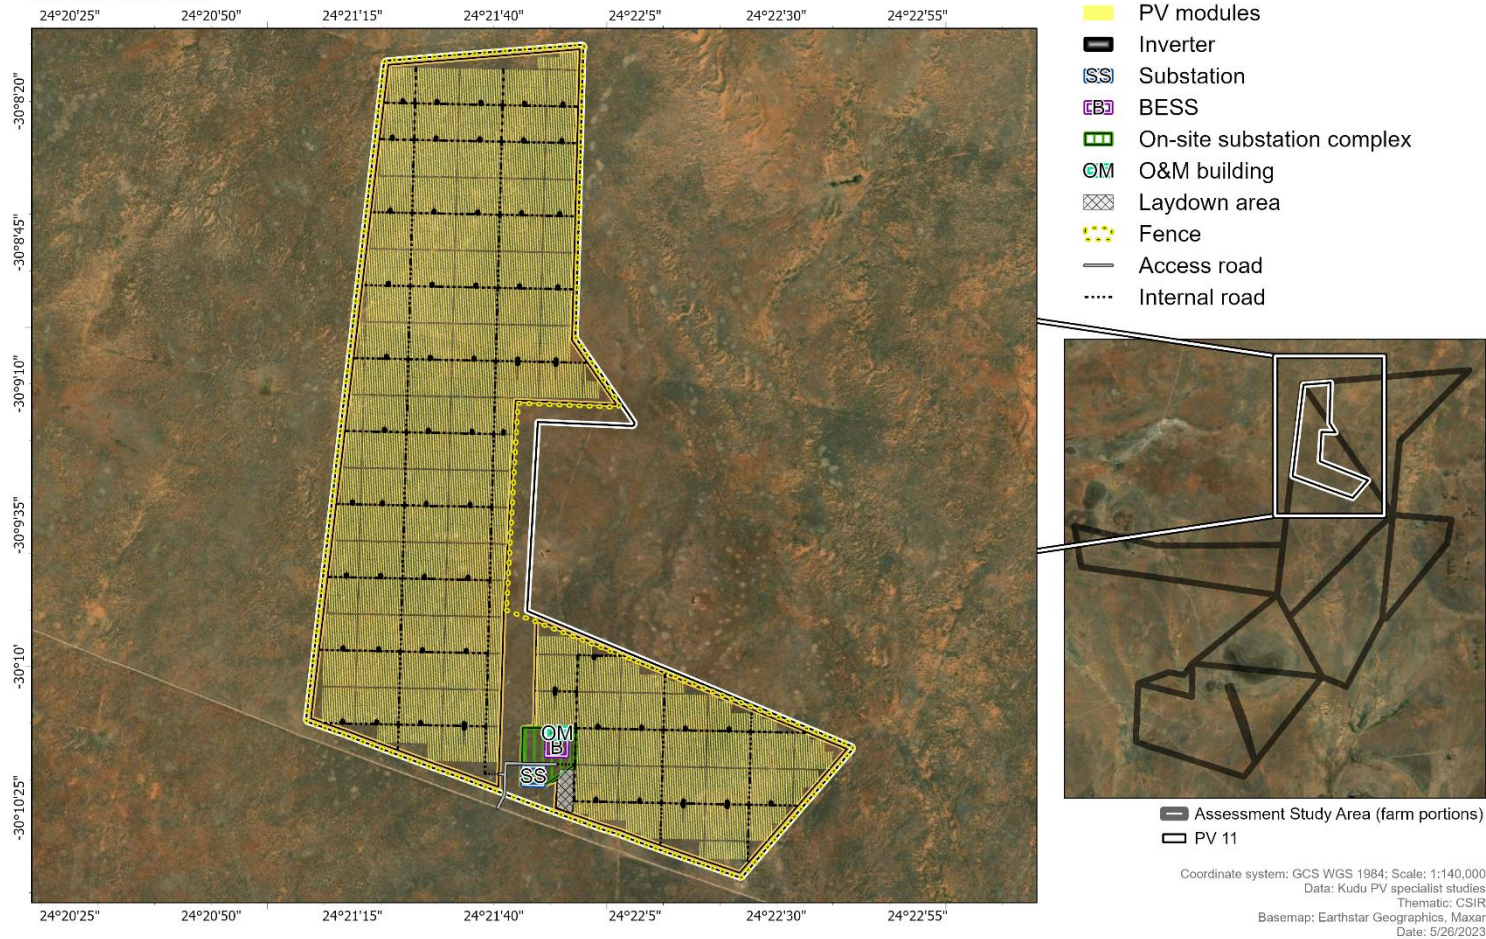 24°20'25" 24°20'50" 24°21'15" 24°21'40" 24°22'5" 24°22'30" 24°22'55"
-30°8'20"
-30°8'45"
-30°9'10"
-30°9'35"
-30°10'
-30°10'25"
OM
B
SS
24°20'25" 24°20'50" 24°21'15" 24°21'40" 24°22'5" 24°22'30" 24°22'55"
PV modules
Inverter
SS Substation
B BESS
On-site substation complex
OM O&M building
Laydown area
Fence
Access road
Internal road
Assessment Study Area (farm portions)
PV 11
Coordinate system: GCS WGS 1984; Scale: 1:140,000
Data: Kudu PV specialist studies
Thematic: CSIR
Basemap: Earthstar Geographics, Maxar
Date: 5/26/2023